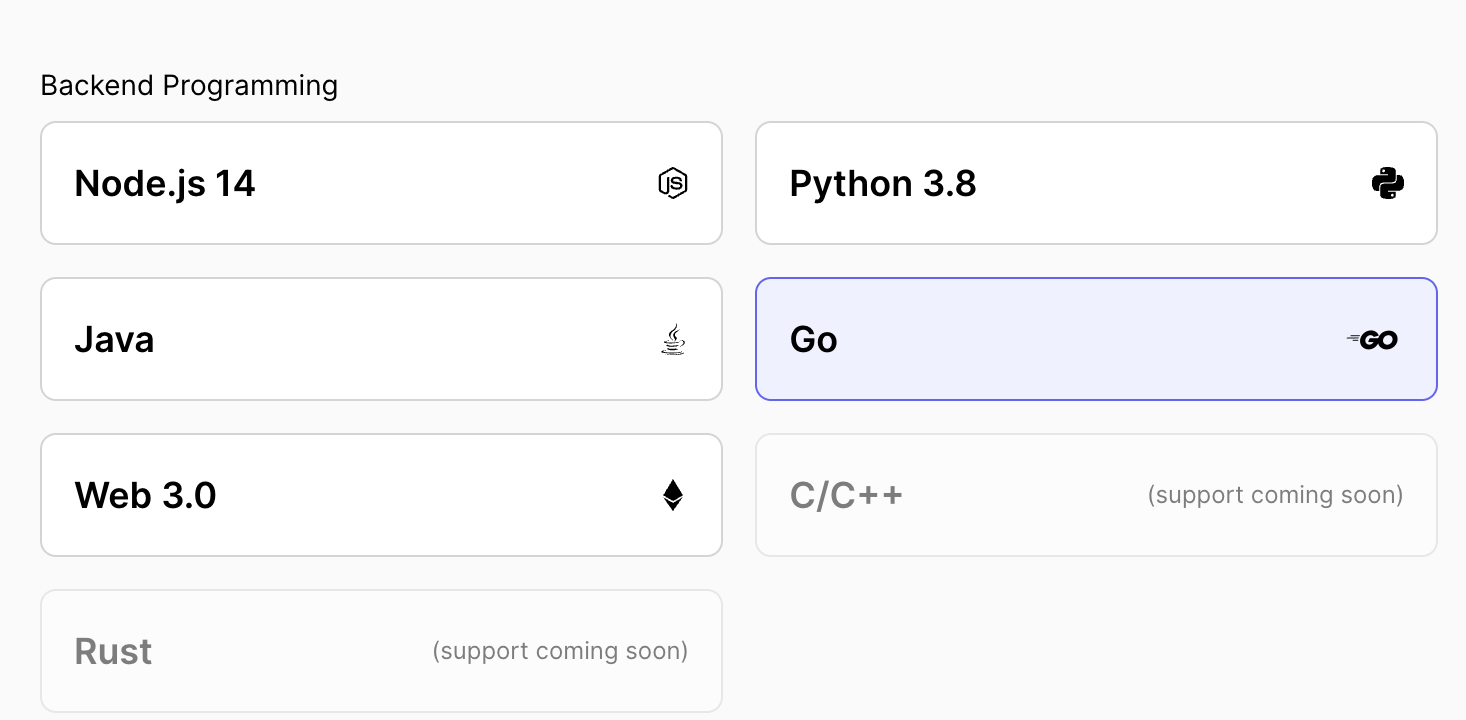 Backend Programming
Node.js 14
JS
Python 3.8
Java
Go
GO
Web 3.0
C/C++
(support coming soon)
Rust
(support coming soon)